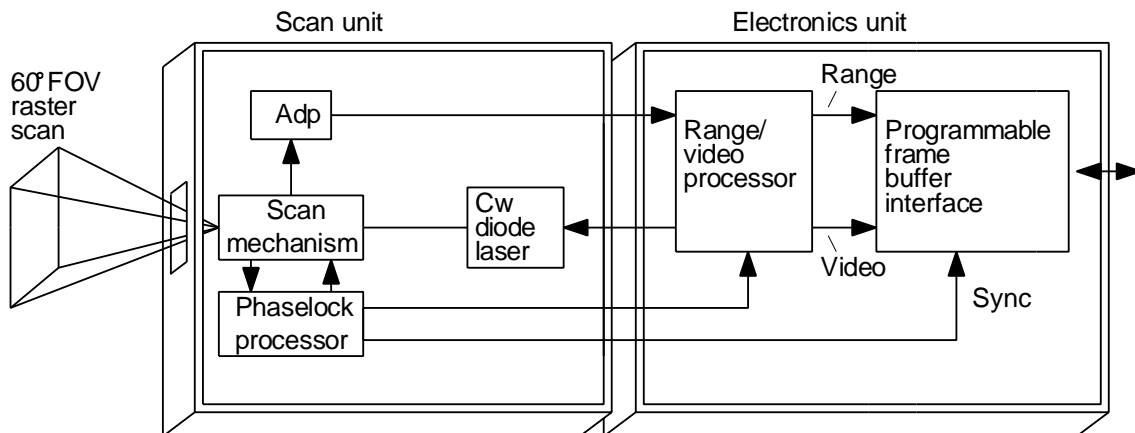 Scan unit
Electronics unit
60° FOV
raster
scan
Adp
Scan
mechanism
Phaselock
processor
Cw
diode
laser
Range/
video
processor
Range
Video
Programmable
frame
buffer
interface
Sync